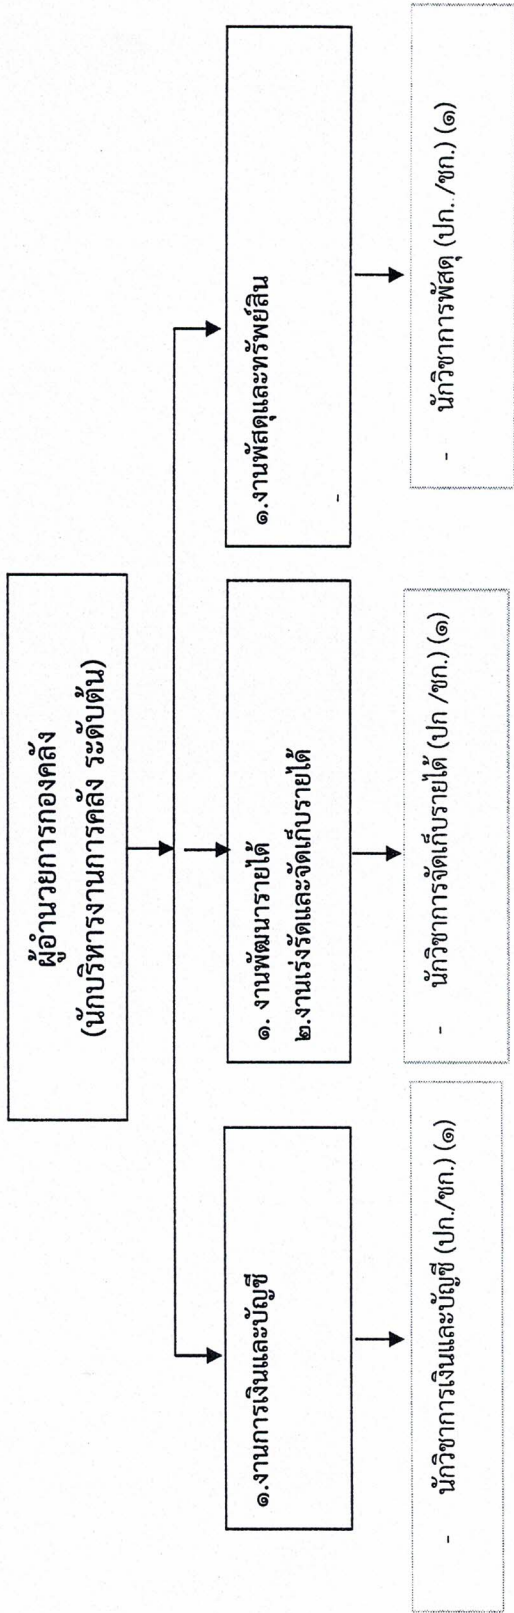 ผู้อำนวยการกองคลัง
(นักบริหารงานการคลัง ระดับต้น)
๑.งานการเงินและบัญชี
๑. งานพัฒนารายได้
๒.งานเร่งรัดและจัดเก็บรายได้
๑.งานพัสดุและทรัพย์สิน
-
- นักวิชาการเงินและบัญชี (ปก./ชก.) (๑)
- นักวิชาการจัดเก็บรายได้ (ปก /ชก.) (๑)
- นักวิชาการพัสดุ (ปก. /ชก.) (๑)